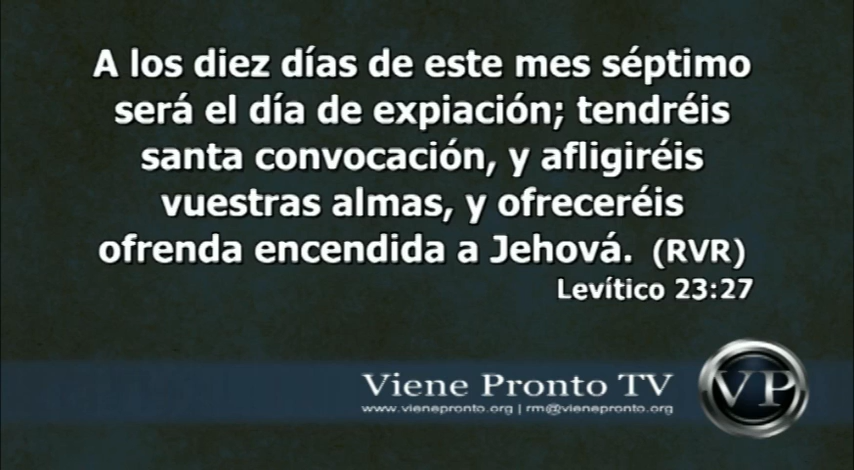 A los diez días de este mes séptimo
será el día de expiación; tendréis
santa convocación, y afligiréis
vuestras almas, y ofreceréis
ofrenda encendida a Jehová. (RVR)
Levítico 23:27
Viene Pronto TV
www.vienepronto.org | rm@vienepronto.org
VP